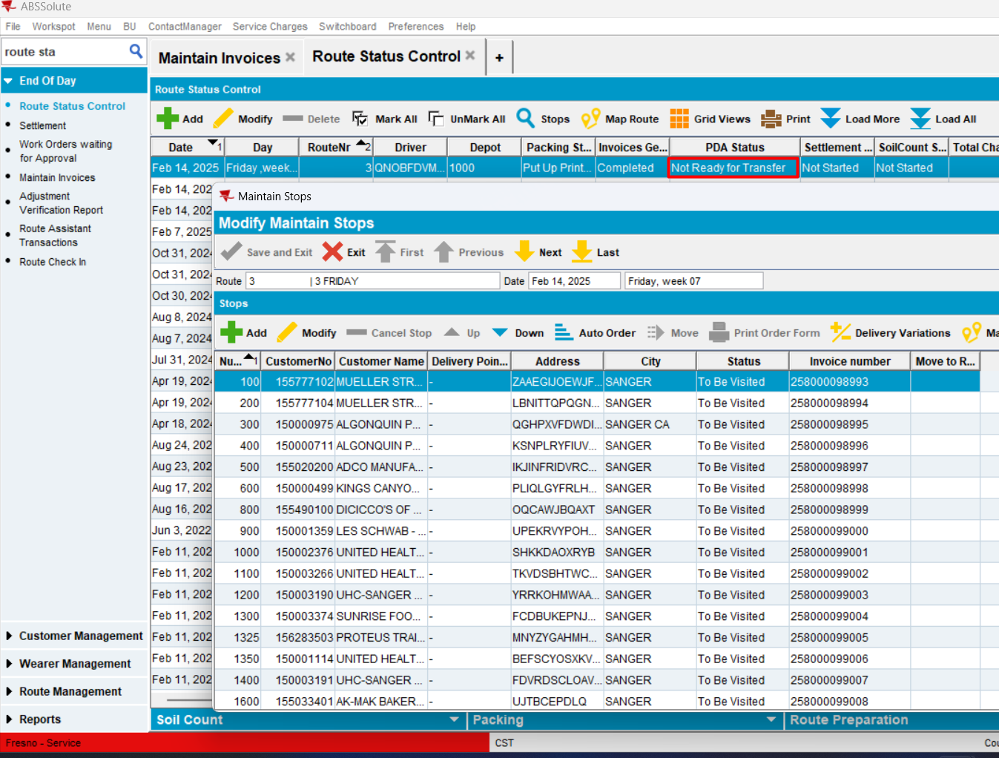 ABSSolute
File Workspot Menu BU ContactManager Service Charges Switchboard Preferences Help
route sta
Maintain Invoices
Route Status Control
+
End Of Day
Route Status Control
Settlement
Work Orders waiting
for Approval
Maintain Invoices
Adjustment
Verification Report
Route Assistant
Transactions
Route Check In
Customer Management
Wearer Management
Route Management
Reports
Route Status Control
Add Modify Delete Mark All UnMark All Stops Map Route Grid Views Print Load More Load All
Date 1 Day RouteNr 2 Driver Depot Packing St... Invoices Ge... PDA Status Settlement ... SoilCount S... Total Cha
Feb 14, 2025 Friday ,week... 3 QNOBFDVM... 1000 Put Up Print... Completed Not Ready for Transfer Not Started Not Started
Feb 14, 202
Feb 14, 202
Feb 7, 2025
Oct 31, 2024
Oct 31, 2024
Oct 30, 2024
Aug 8, 2024
Aug 7, 2024
Jul 31, 2024
Apr 19, 2024
Apr 19, 2024
Apr 18, 2024
Aug 24, 202
Aug 23, 202
Aug 17, 202
Aug 16, 202
Jun 3, 2022
Feb 11, 202
Feb 11, 202
Feb 11, 202
Feb 11, 202
Feb 11, 202
Feb 11, 202
Feb 11, 202
Maintain Stops
Modify Maintain Stops
Save and Exit Exit First Previous Next Last
Route 3 | 3 FRIDAY Date Feb 14, 2025 Friday, week 07
Stops
Add Modify Cancel Stop Up Down Auto Order Move Print Order Form Delivery Variations Ma
Nu... 1 CustomerNo Customer Name Delivery Poin... Address City Status Invoice number Move to R...
100 155777102 MUELLER STR... - ZAAEGIJOEWJF... SANGER To Be Visited 258000098993
200 155777104 MUELLER STR... - LBNITTQPQGN... SANGER To Be Visited 258000098994
300 150000975 ALGONQUIN P... - QGHPXVFDWDI... SANGER CA To Be Visited 258000098995
400 150000711 ALGONQUIN P... - KSNPLRYFIUV... SANGER To Be Visited 258000098996
500 155020200 ADCO MANUFA... - IKJINFRIDVRC... SANGER To Be Visited 258000098997
600 150000499 KINGS CANYO... - PLIQLGYFRLH... SANGER To Be Visited 258000098998
800 155490100 DICICCO'S OF ... - OQCAWJBQAXT SANGER To Be Visited 258000098999
900 150001359 LES SCHWAB - ... - UPEKRVYPOH... SANGER To Be Visited 258000099000
1000 150002376 UNITED HEALT... - SHKKDAOXRYB SANGER To Be Visited 258000099001
1100 150003266 UNITED HEALT... - TKVDSBHTWC... SANGER To Be Visited 258000099002
1200 150003190 UHC-SANGER ... - YRRKOHMWAA... SANGER To Be Visited 258000099003
1300 150003374 SUNRISE FOO... - FCDBUKEPNJ... SANGER To Be Visited 258000099004
1325 156283503 PROTEUS TRAI... - MNYZYGAHMH... SANGER To Be Visited 258000099005
1350 150001114 UNITED HEALT... - BEFSCYOSXKV... SANGER To Be Visited 258000099006
1400 150003191 UHC-SANGER ... - FDVRDSCLOAV... SANGER To Be Visited 258000099007
1600 155033401 AK-MAK BAKER... - UJTBCEPDLQ SANGER To Be Visited 258000099008
Soil Count Packing Route Preparation
Fresno - Service CST Cou